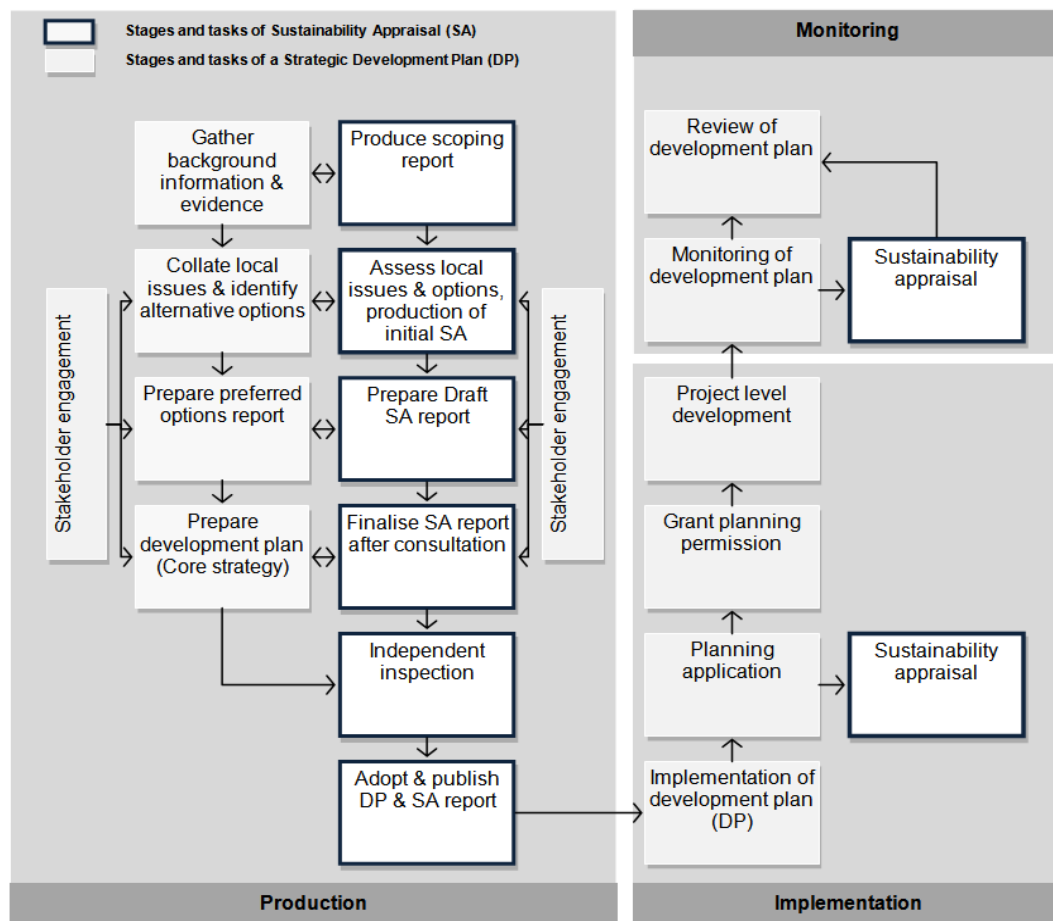 Stages and tasks of Sustainability Appraisal (SA)
Stages and tasks of a Strategic Development Plan (DP)
Gather
background
information &
evidence
Produce scoping
report
Collate local
issues & identify
alternative options
Assess local
issues & options,
production of
initial SA
Stakeholder engagement
Stakeholder engagement
Prepare preferred
options report
Prepare Draft
SA report
Prepare
development plan
(Core strategy)
Finalise SA report
after consultation
Independent
inspection
Adopt & publish
DP & SA report
Production
Monitoring
Review of
development plan
Monitoring of
development plan
Sustainability
appraisal
Project level
development
Grant planning
permission
Planning
application
Sustainability
appraisal
Implementation of
development plan
(DP)
Implementation